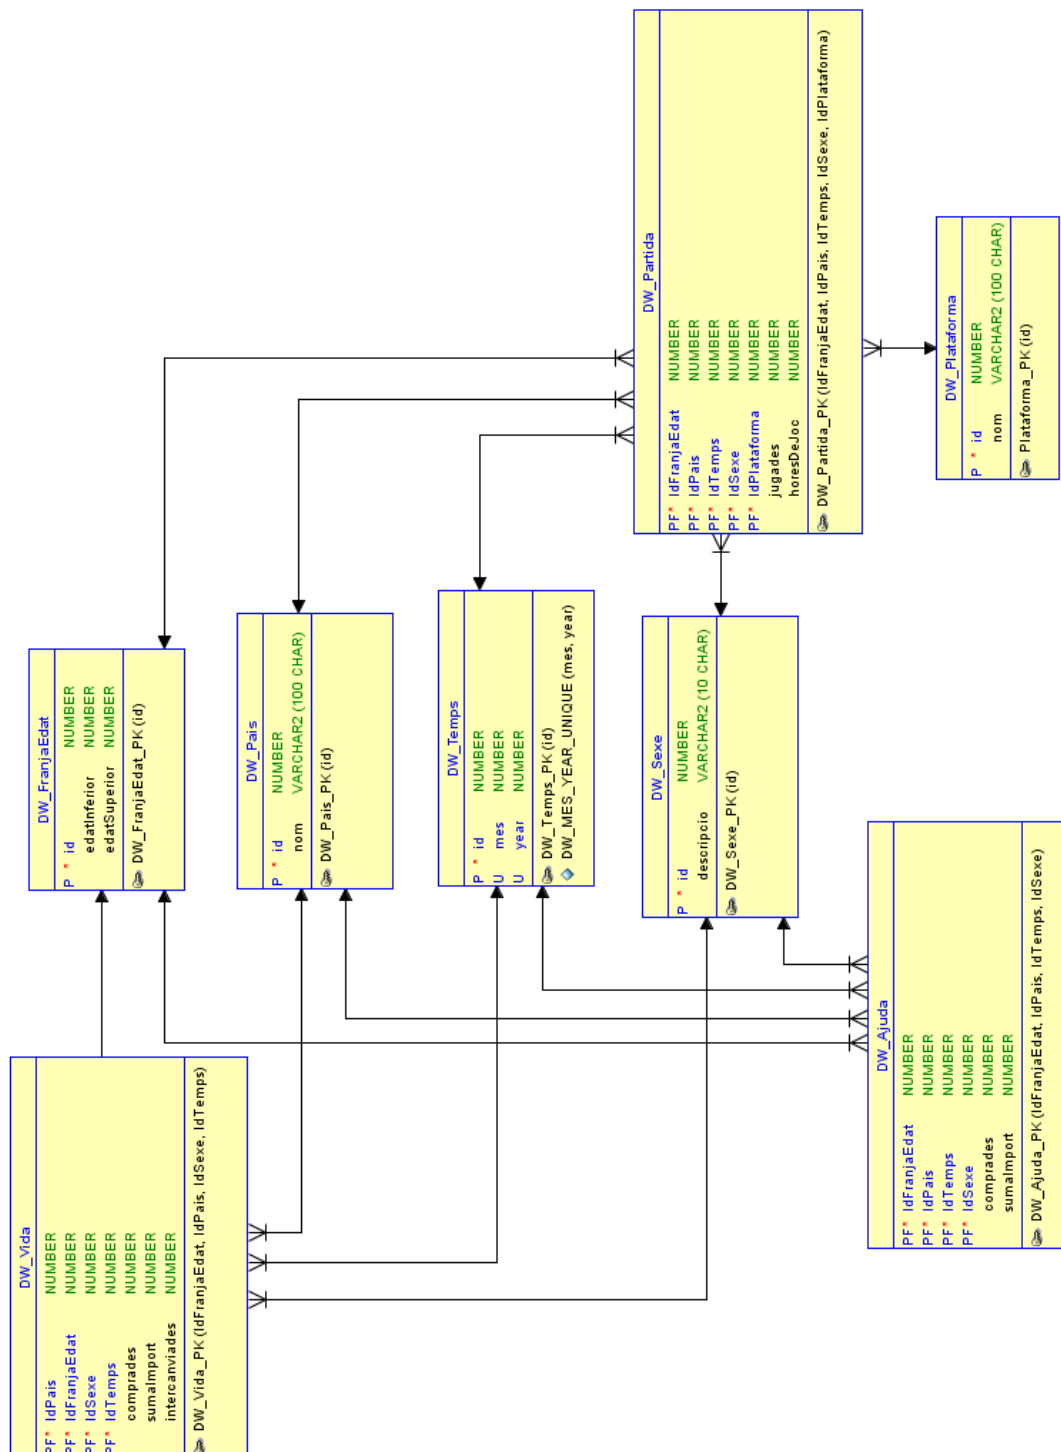 DW_Vida
PF* IdPais NUMBER
PF* IdFranjaEdat NUMBER
PF* IdSexe NUMBER
PF* IdTemps NUMBER
comprades NUMBER
sumaImport NUMBER
intercanviades NUMBER
DW_Vida_PK (IdFranjaEdat, IdPais, IdSexe, IdTemps)
DW_FranjaEdat
P * id NUMBER
edatInferior NUMBER
edatSuperior NUMBER
DW_FranjaEdat_PK (id)
DW_Pais
P * id NUMBER
nom VARCHAR2 (100 CHAR)
DW_Pais_PK (id)
DW_Temps
P * id NUMBER
U mes NUMBER
U year NUMBER
DW_Temps_PK (id)
DW_MES_YEAR_UNIQUE (mes, year)
DW_Sexe
P * id NUMBER
descripcio VARCHAR2 (10 CHAR)
DW_Sexe_PK (id)
DW_Ajuda
PF* IdFranjaEdat NUMBER
PF* IdPais NUMBER
PF* IdTemps NUMBER
PF* IdSexe NUMBER
comprades NUMBER
sumaImport NUMBER
DW_Ajuda_PK (IdFranjaEdat, IdPais, IdTemps, IdSexe)
DW_Partida
PF* IdFranjaEdat NUMBER
PF* IdPais NUMBER
PF* IdTemps NUMBER
PF* IdSexe NUMBER
PF* IdPlataforma NUMBER
jugades NUMBER
horesDeJoc NUMBER
DW_Partida_PK (IdFranjaEdat, IdPais, IdTemps, IdSexe, IdPlataforma)
DW_Plataforma
P * id NUMBER
nom VARCHAR2 (100 CHAR)
Plataforma_PK (id)